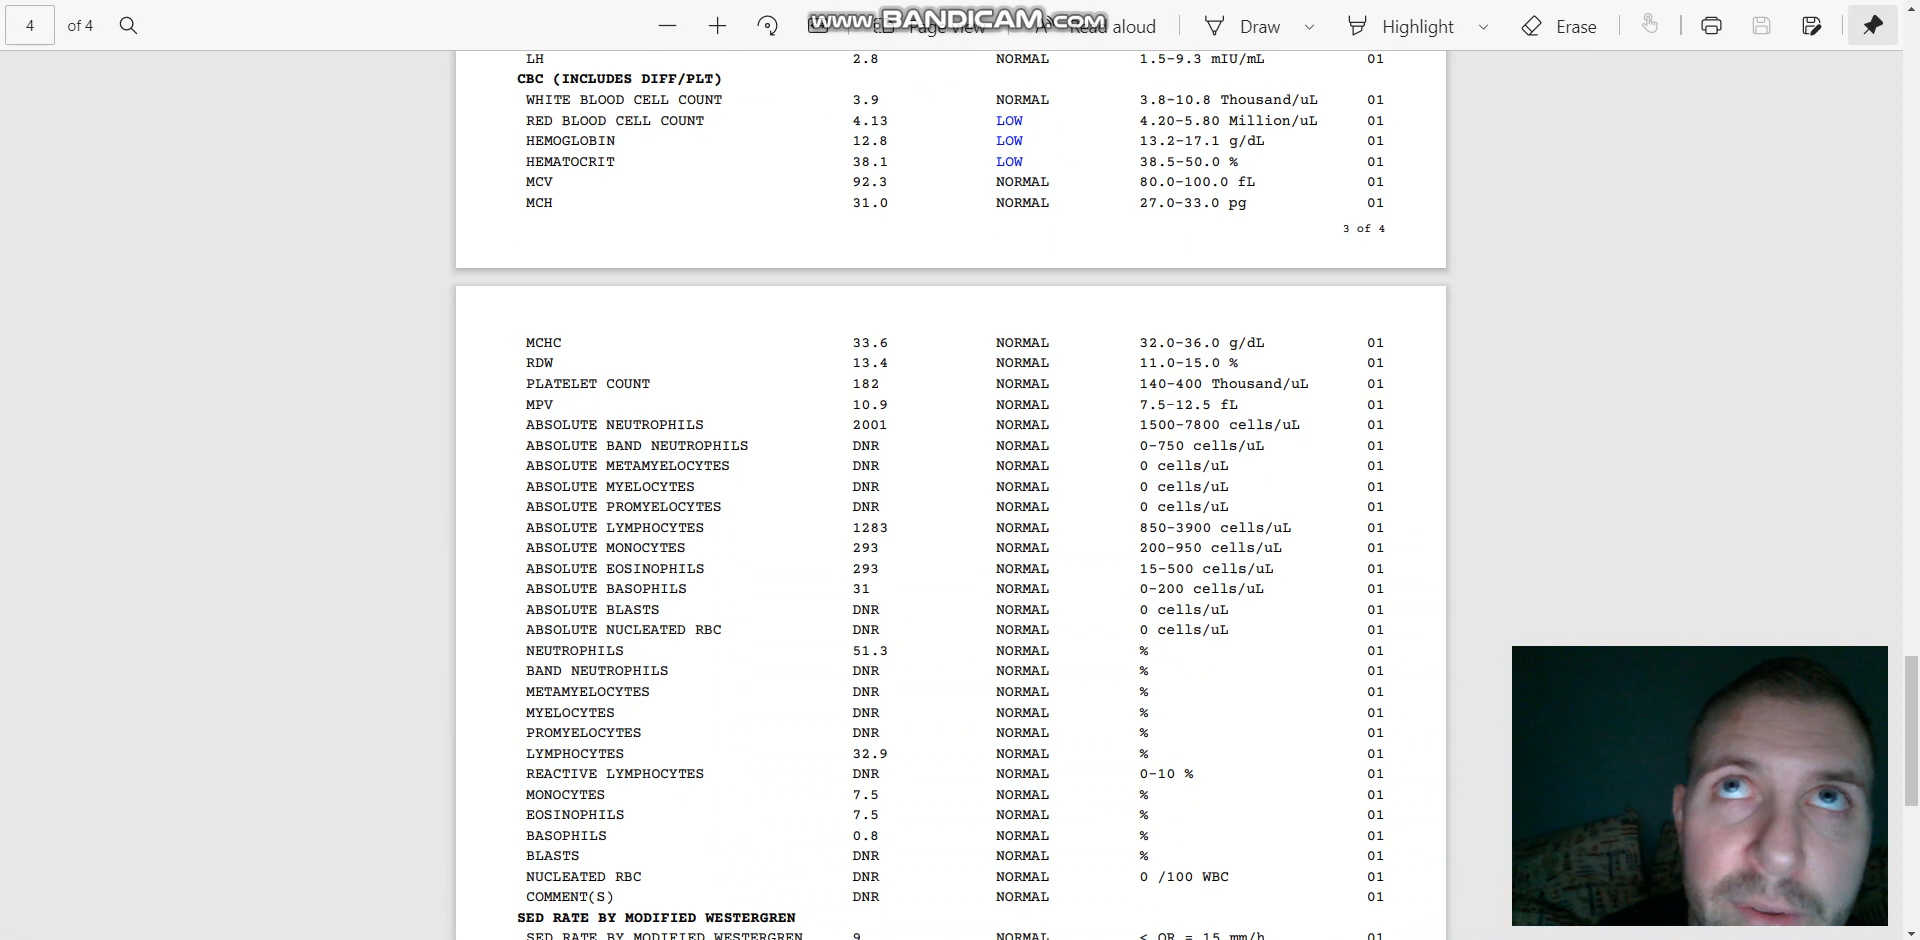 4 of 4 www.BANDICAM.com Page view Read aloud Draw Highlight Erase
LH 2.8 NORMAL 1.5-9.3 mIU/mL 01
CBC (INCLUDES DIFF/PLT)
WHITE BLOOD CELL COUNT 3.9 NORMAL 3.8-10.8 Thousand/uL 01
RED BLOOD CELL COUNT 4.13 LOW 4.20-5.80 Million/uL 01
HEMOGLOBIN 12.8 LOW 13.2-17.1 g/dL 01
HEMATOCRIT 38.1 LOW 38.5-50.0 % 01
MCV 92.3 NORMAL 80.0-100.0 fL 01
MCH 31.0 NORMAL 27.0-33.0 pg 01
3 of 4
MCHC 33.6 NORMAL 32.0-36.0 g/dL 01
RDW 13.4 NORMAL 11.0-15.0 % 01
PLATELET COUNT 182 NORMAL 140-400 Thousand/uL 01
MPV 10.9 NORMAL 7.5-12.5 fL 01
ABSOLUTE NEUTROPHILS 2001 NORMAL 1500-7800 cells/uL 01
ABSOLUTE BAND NEUTROPHILS DNR NORMAL 0-750 cells/uL 01
ABSOLUTE METAMYELOCYTES DNR NORMAL 0 cells/uL 01
ABSOLUTE MYELOCYTES DNR NORMAL 0 cells/uL 01
ABSOLUTE PROMYELOCYTES DNR NORMAL 0 cells/uL 01
ABSOLUTE LYMPHOCYTES 1283 NORMAL 850-3900 cells/uL 01
ABSOLUTE MONOCYTES 293 NORMAL 200-950 cells/uL 01
ABSOLUTE EOSINOPHILS 293 NORMAL 15-500 cells/uL 01
ABSOLUTE BASOPHILS 31 NORMAL 0-200 cells/uL 01
ABSOLUTE BLASTS DNR NORMAL 0 cells/uL 01
ABSOLUTE NUCLEATED RBC DNR NORMAL 0 cells/uL 01
NEUTROPHILS 51.3 NORMAL % 01
BAND NEUTROPHILS DNR NORMAL % 01
METAMYELOCYTES DNR NORMAL % 01
MYELOCYTES DNR NORMAL % 01
PROMYELOCYTES DNR NORMAL % 01
LYMPHOCYTES 32.9 NORMAL % 01
REACTIVE LYMPHOCYTES DNR NORMAL 0-10 % 01
MONOCYTES 7.5 NORMAL % 01
EOSINOPHILS 7.5 NORMAL % 01
BASOPHILS 0.8 NORMAL % 01
BLASTS DNR NORMAL % 01
NUCLEATED RBC DNR NORMAL 0 /100 WBC 01
COMMENT(S) DNR NORMAL 01
SED RATE BY MODIFIED WESTERGREN
SED RATE BY MODIFIED WESTERGREN 9 NORMAL < OR = 15 mm/h 01